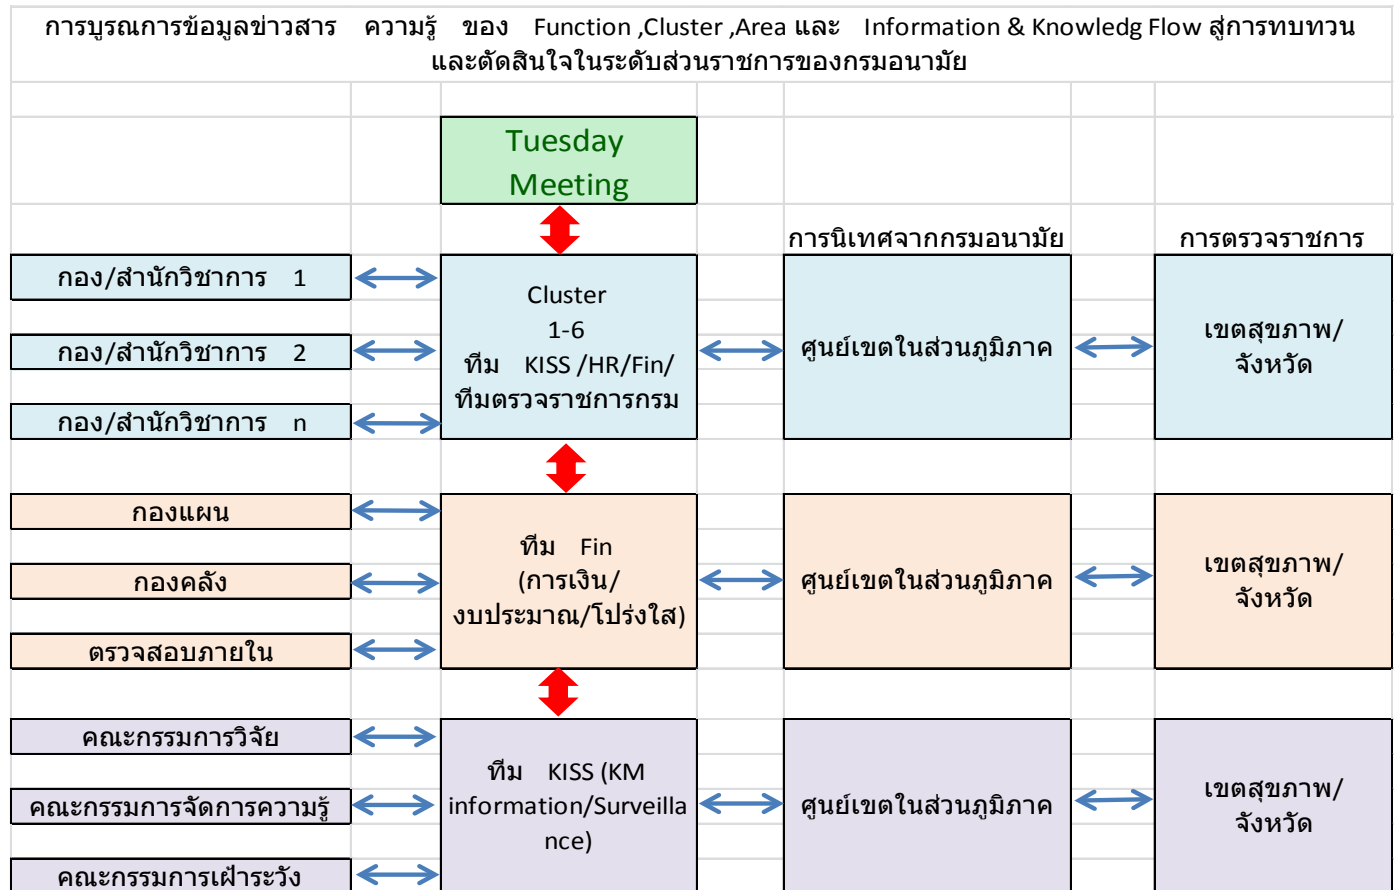 การบูรณการข้อมูลข่าวสาร ความรู้ ของ Function ,Cluster ,Area และ Information & Knowledg Flow สู่การทบทวน
และตัดสินใจในระดับส่วนราชการของกรมอนามัย
Tuesday
Meeting
การนิเทศจากกรมอนามัย
การตรวจราชการ
กอง/สำนักวิชาการ 1
กอง/สำนักวิชาการ 2
กอง/สำนักวิชาการ n
Cluster
1-6
ทีม KISS /HR/Fin/
ทีมตรวจราชการกรม
ศูนย์เขตในส่วนภูมิภาค
เขตสุขภาพ/
จังหวัด
กองแผน
กองคลัง
ตรวจสอบภายใน
ทีม Fin
(การเงิน/
งบประมาณ/โปร่งใส)
ศูนย์เขตในส่วนภูมิภาค
เขตสุขภาพ/
จังหวัด
คณะกรรมการวิจัย
คณะกรรมการจัดการความรู้
คณะกรรมการเฝ้าระวัง
ทีม KISS (KM
information/Surveilla
nce)
ศูนย์เขตในส่วนภูมิภาค
เขตสุขภาพ/
จังหวัด